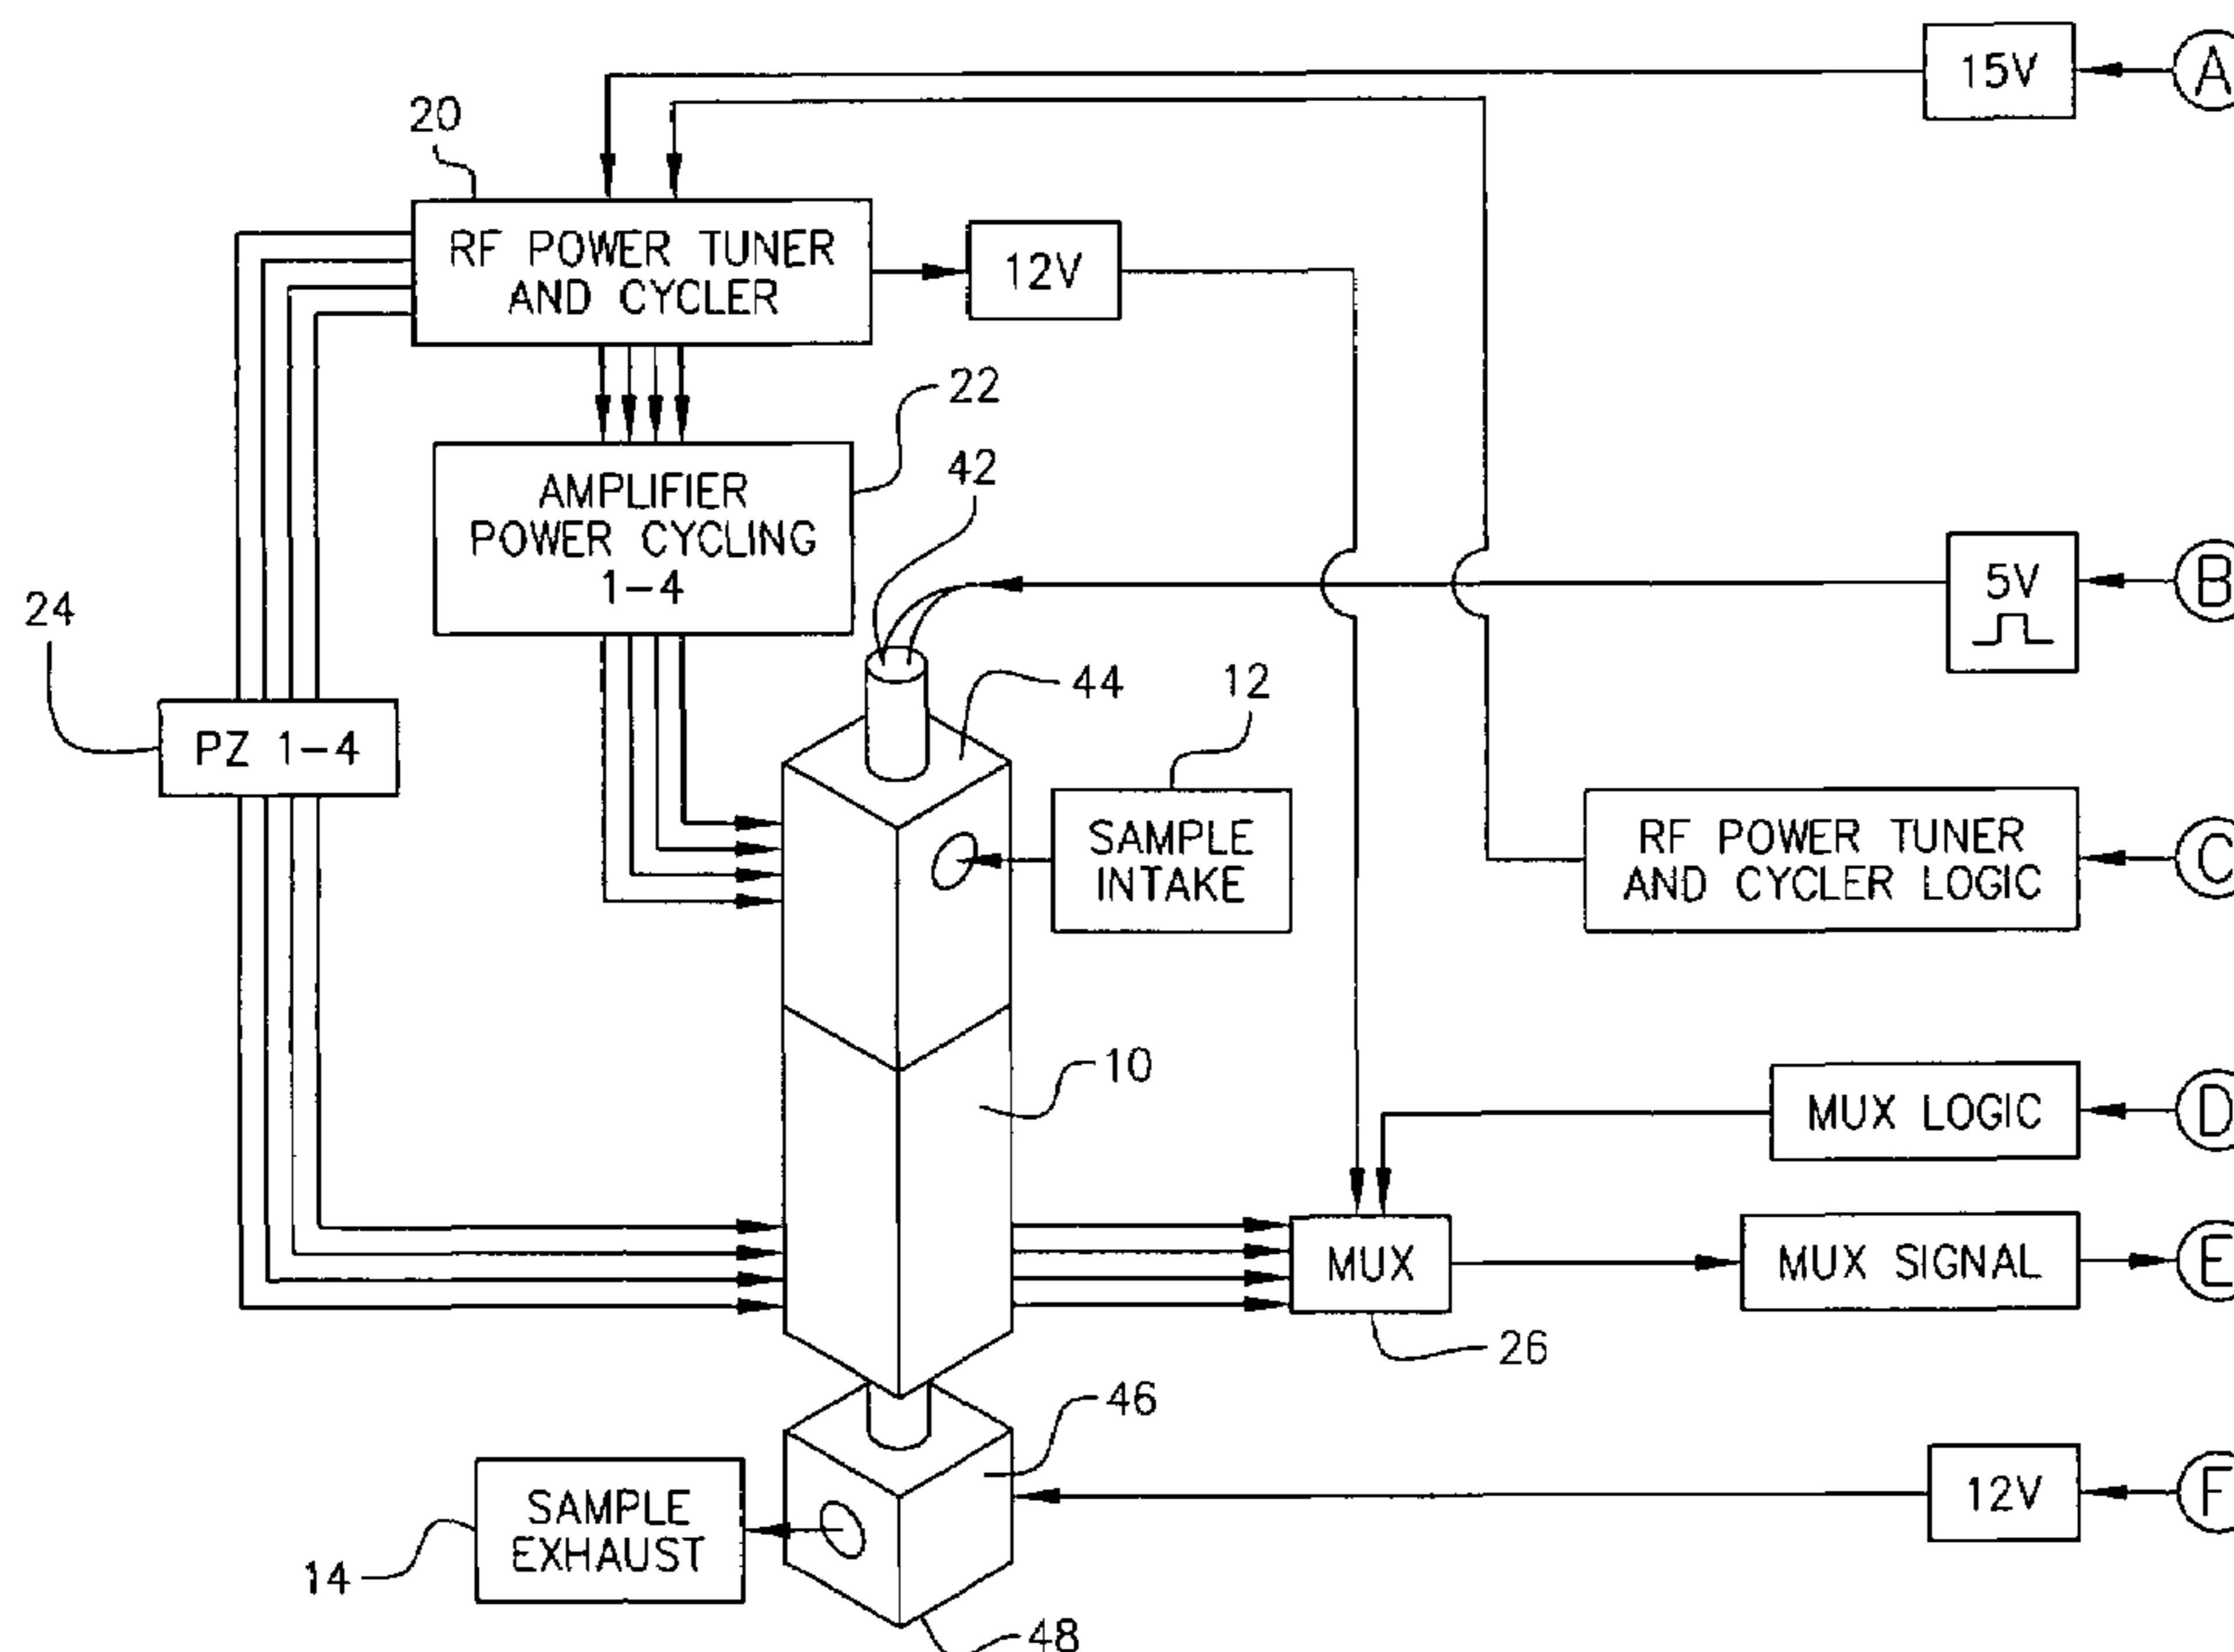 15V
A
20
RF POWER TUNER
AND CYCLER
12V
22
AMPLIFIER
POWER CYCLING
1-4
42
5V
B
24
PZ 1-4
44
12
SAMPLE
INTAKE
RF POWER TUNER
AND CYCLER LOGIC
C
10
MUX LOGIC
D
MUX
MUX SIGNAL
E
26
46
SAMPLE
EXHAUST
12V
F
14
48